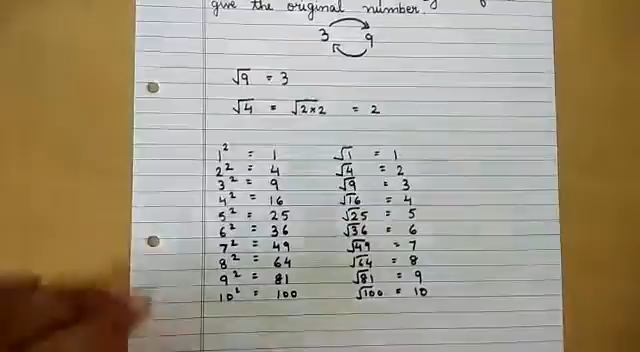 give the original number.
3 9
√9 = 3
√4 = √2×2 = 2
1² = 1 √1 = 1
2² = 4 √4 = 2
3² = 9 √9 = 3
4² = 16 √16 = 4
5² = 25 √25 = 5
6² = 36 √36 = 6
7² = 49 √49 = 7
8² = 64 √64 = 8
9² = 81 √81 = 9
10² = 100 √100 = 10